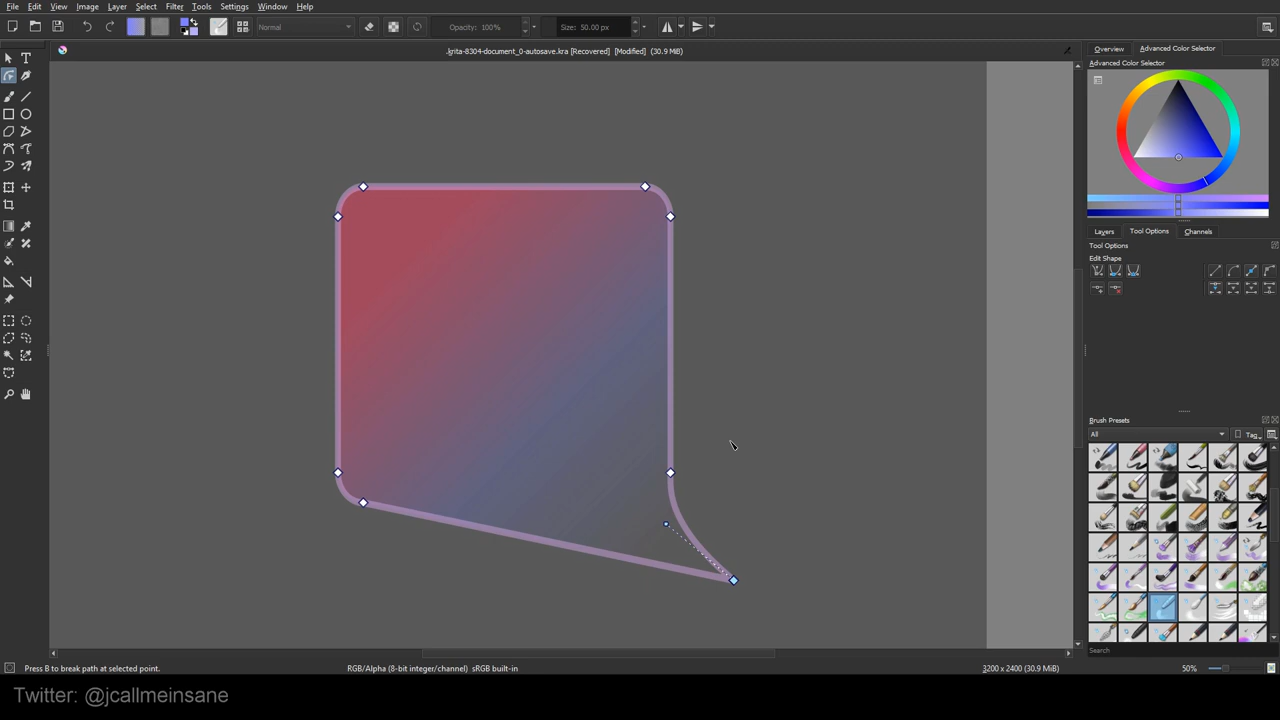 File Edit View Image Layer Select Filter Tools Settings Window Help
Normal Opacity: 100% Size: 50.00 px
.krita-8304-document_0-autosave.kra [Recovered] [Modified] (30.9 MiB)
Overview Advanced Color Selector
Advanced Color Selector
Layers Tool Options Channels
Tool Options
Edit Shape
Brush Presets
All Tag
Search
Press B to break path at selected point. RGB/Alpha (8-bit integer/channel) sRGB built-in 3200 x 2400 (30.9 MiB) 50%
Twitter: @jcallmeinsane